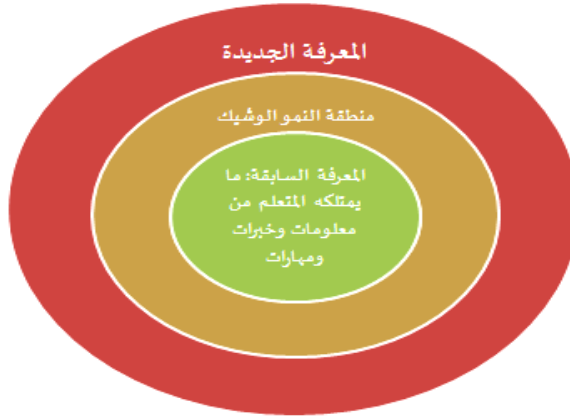 المعرفة الجديدة
منطقة النمو الوشيك
المعرفة السابقة: ما
يمتلكه المتعلم من
معلومات وخبرات
ومهارات